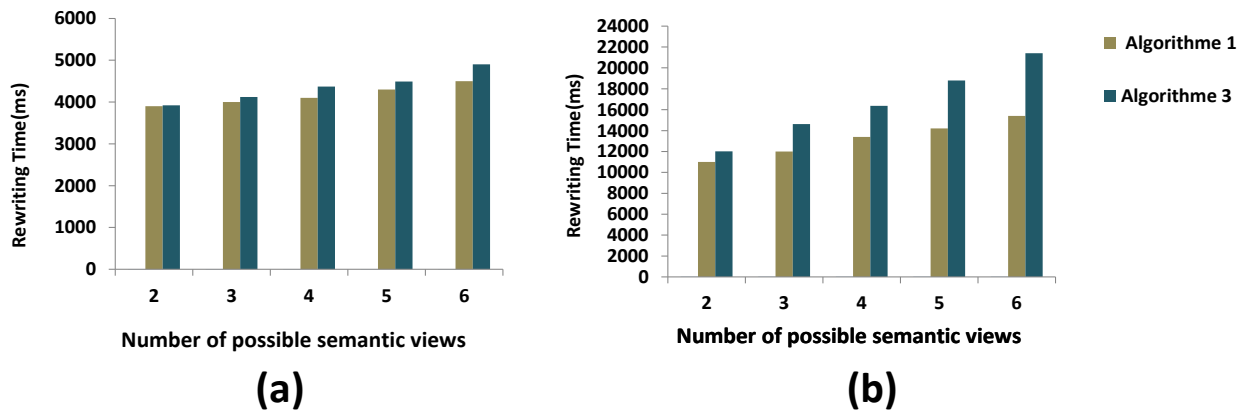 6000
5000
4000
3000
2000
1000
0
Rewriting Time(ms)
2 3 4 5 6
Number of possible semantic views
(a)
24000
22000
20000
18000
16000
14000
12000
10000
8000
6000
4000
2000
0
Rewriting Time(ms)
2 3 4 5 6
Number of possible semantic views
(b)
Algorithme 1
Algorithme 3